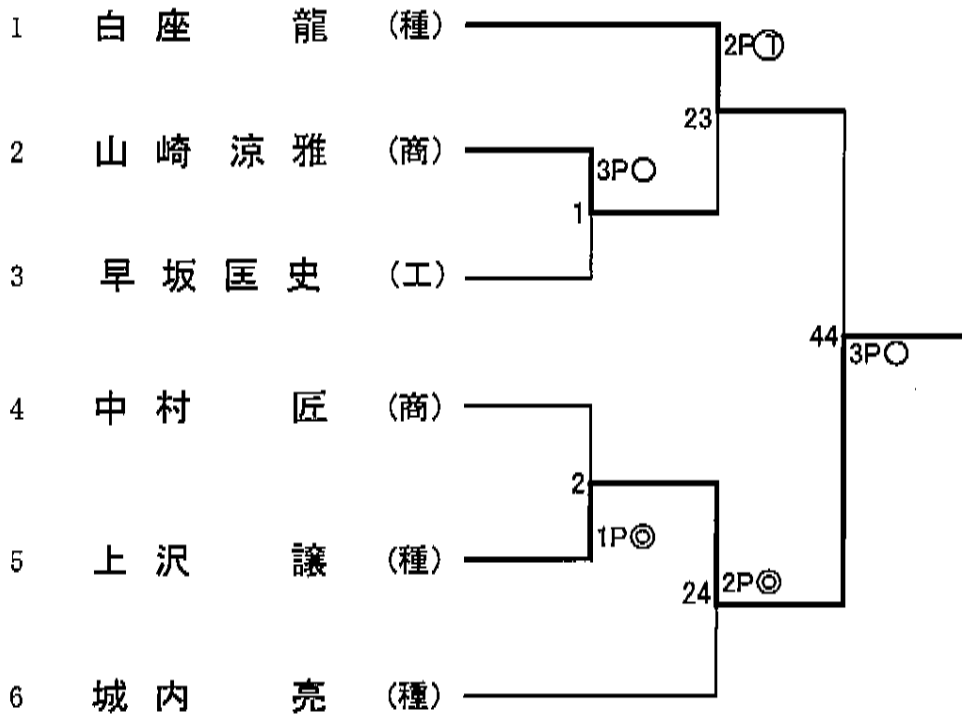 1 白座 龍 (種)
2PⓉ
23
2 山崎涼雅 (商)
3P○
1
3 早坂匡史 (工)
44
3P○
4 中村 匠 (商)
2
1P◎
5 上沢 譲 (種)
24
2P◎
6 城内 亮 (種)